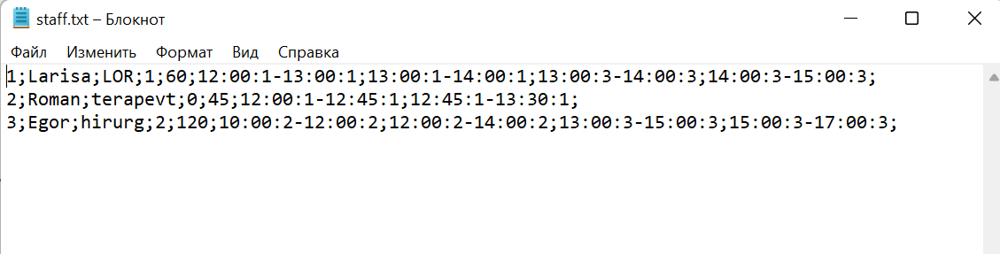 staff.txt – Блокнот
Файл Изменить Формат Вид Справка
1;Larisa;LOR;1;60;12:00:1-13:00:1;13:00:1-14:00:1;13:00:3-14:00:3;14:00:3-15:00:3;
2;Roman;terapevt;0;45;12:00:1-12:45:1;12:45:1-13:30:1;
3;Egor;hirurg;2;120;10:00:2-12:00:2;12:00:2-14:00:2;13:00:3-15:00:3;15:00:3-17:00:3;